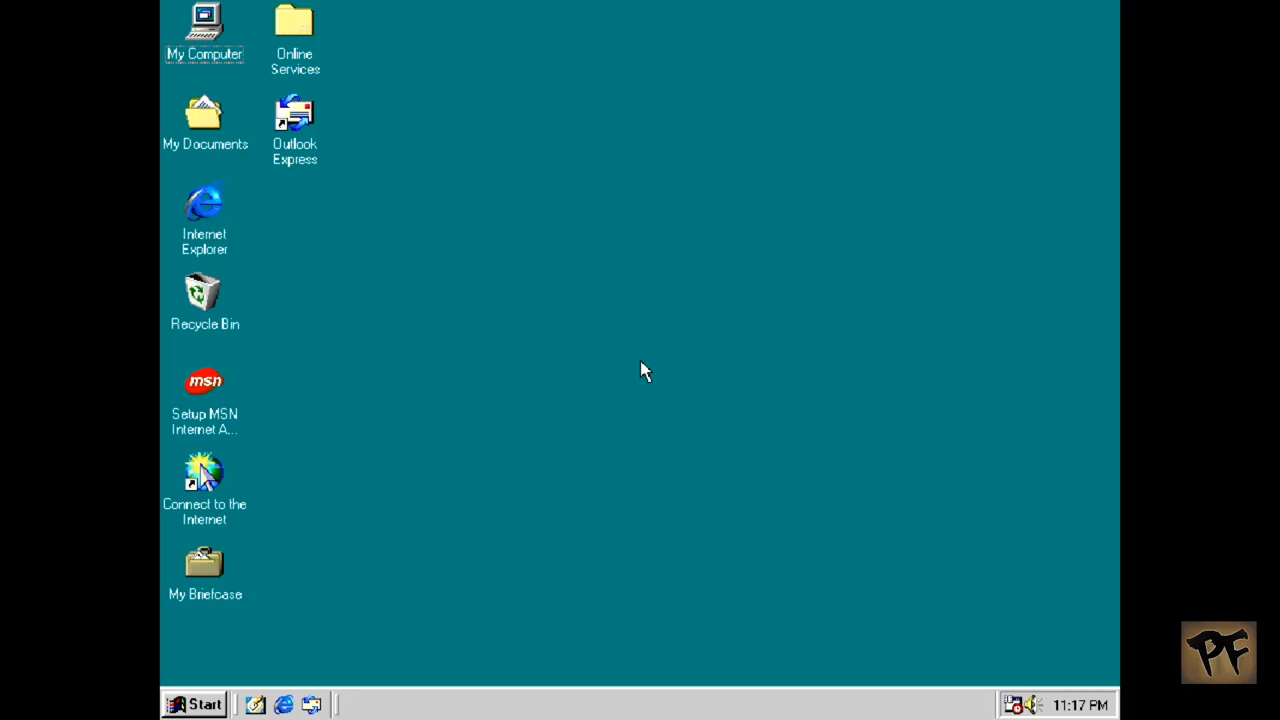 My Computer
Online
Services
My Documents
Outlook
Express
Internet
Explorer
Recycle Bin
msn
Setup MSN
Internet A...
Connect to the
Internet
My Briefcase
PF
Start
11:17 PM